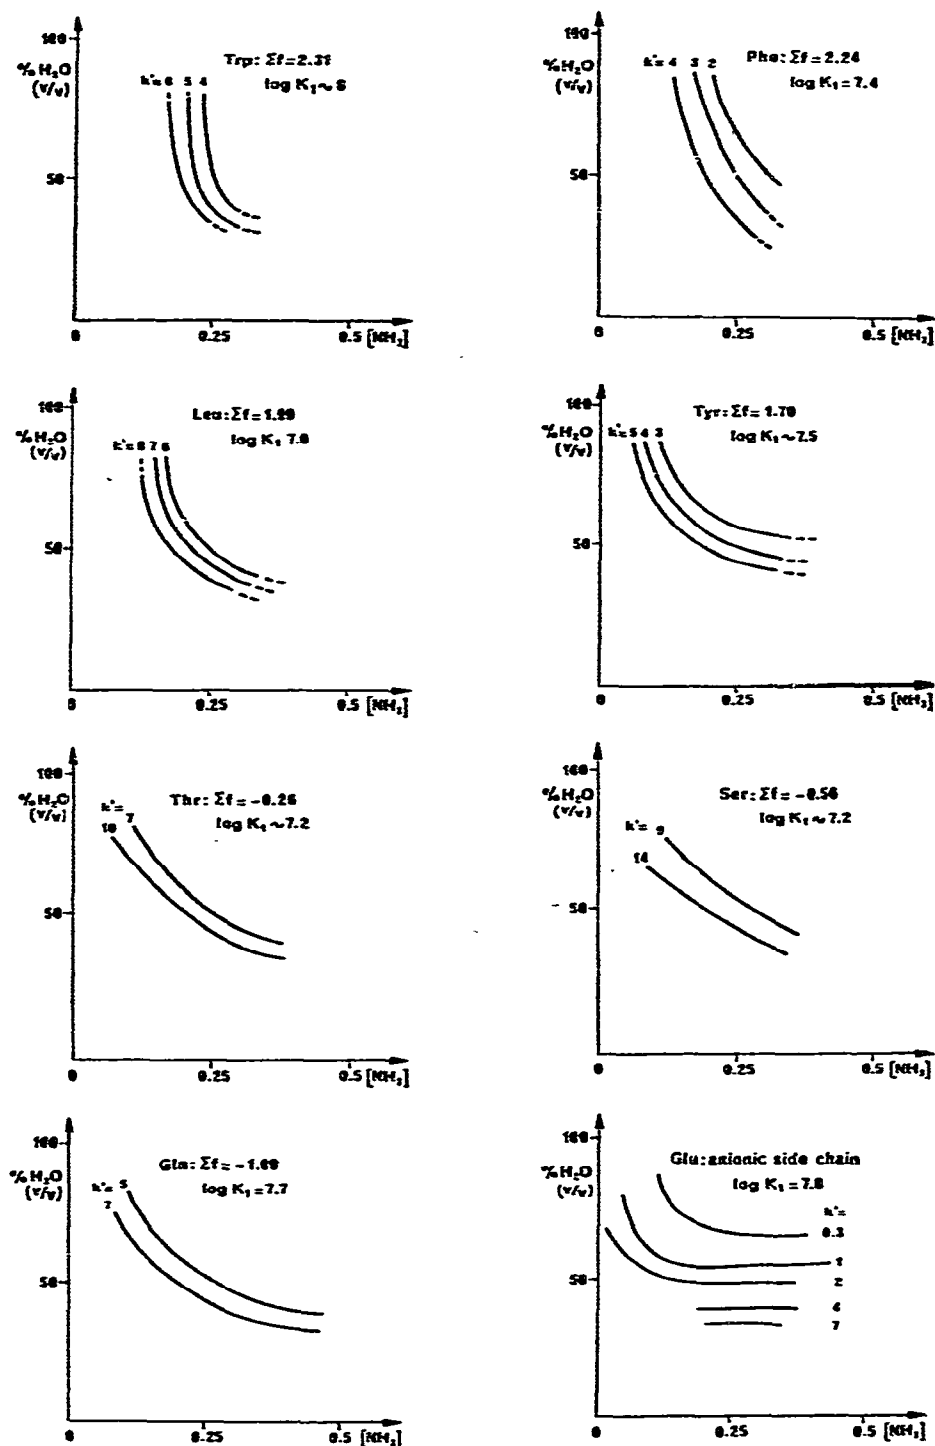 100
% H₂O
(v/v)
50
Trp: Σf = 2.31
log K₁ ~ 8
k' = 6 5 4
0 0.25 0.5 [NH₃]
100
% H₂O
(v/v)
50
Phe: Σf = 2.24
log K₁ = 7.4
k' = 4 3 2
0 0.25 0.5 [NH₃]
100
% H₂O
(v/v)
50
Leu: Σf = 1.99
log K₁ 7.8
k' = 8 7 6
0 0.25 0.5 [NH₃]
100
% H₂O
(v/v)
50
Tyr: Σf = 1.70
log K₁ ~ 7.5
k' = 5 4 3
0 0.25 0.5 [NH₃]
100
% H₂O
(v/v)
50
Thr: Σf = -0.26
log K₁ ~ 7.2
k' = 7
10
0 0.25 0.5 [NH₃]
100
% H₂O
(v/v)
50
Ser: Σf = -0.56
log K₁ ~ 7.2
k' = 9
14
0 0.25 0.5 [NH₃]
100
% H₂O
(v/v)
50
Gln: Σf = -1.09
log K₁ = 7.7
k' = 5
7
0 0.25 0.5 [NH₃]
100
% H₂O
(v/v)
50
Glu: anionic side chain
log K₁ = 7.8
k' =
0.3
1
2
7
0 0.25 0.5 [NH₃]